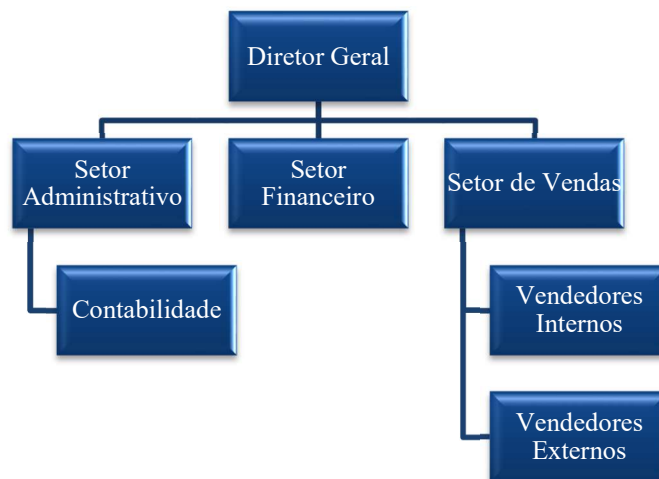 Diretor Geral
Setor
Administrativo
Setor
Financeiro
Setor de Vendas
Contabilidade
Vendedores
Internos
Vendedores
Externos